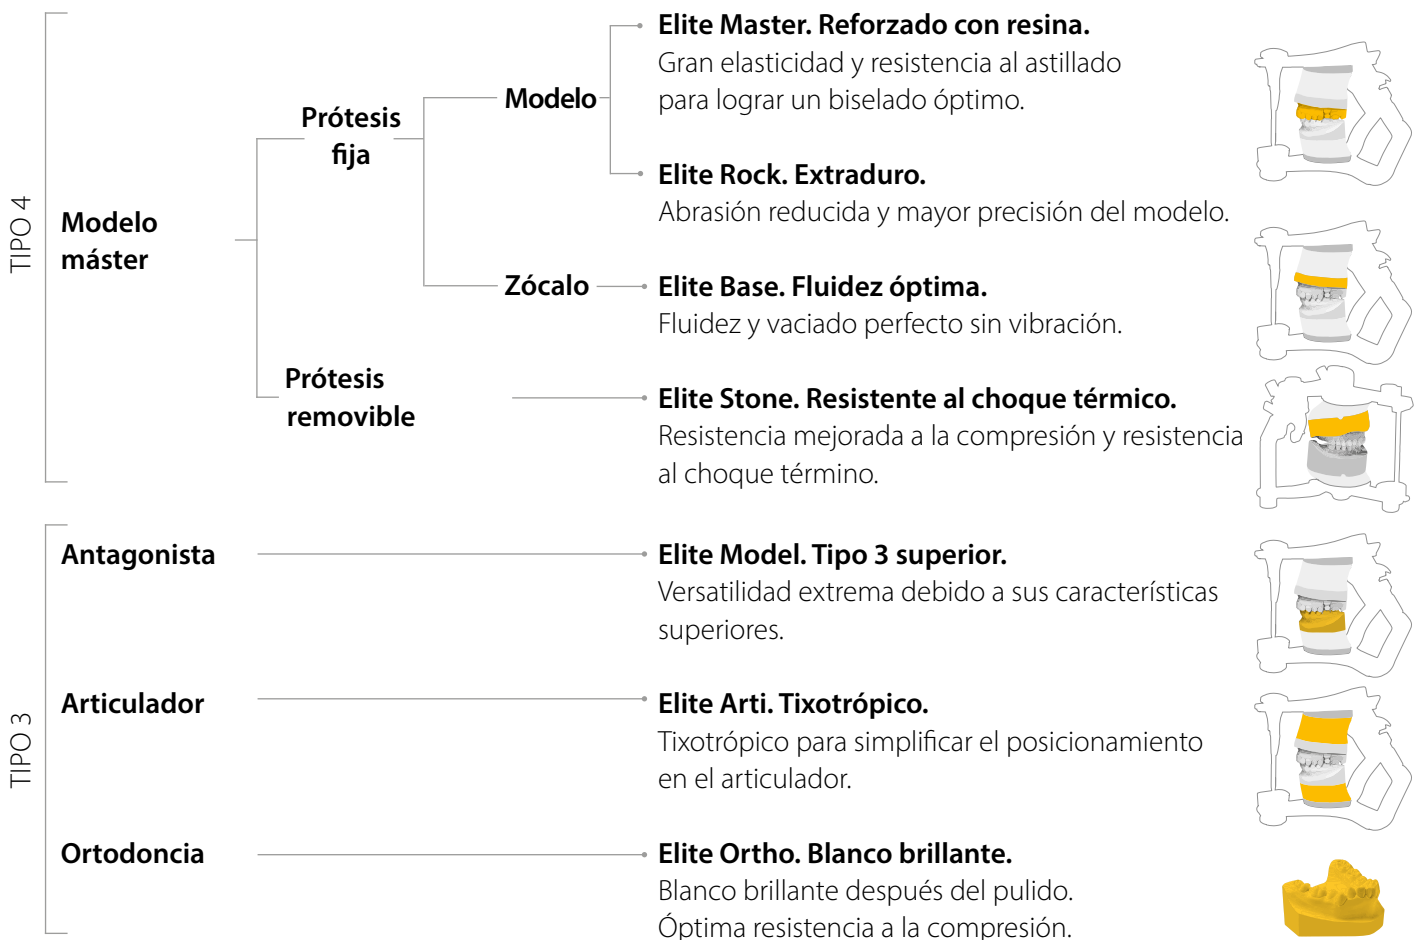 TIPO 4
Modelo
máster
Prótesis
fija
Modelo
Elite Master. Reforzado con resina.
Gran elasticidad y resistencia al astillado
para lograr un biselado óptimo.
Elite Rock. Extraduro.
Abrasión reducida y mayor precisión del modelo.
Zócalo
Elite Base. Fluidez óptima.
Fluidez y vaciado perfecto sin vibración.
Prótesis
removible
Elite Stone. Resistente al choque térmico.
Resistencia mejorada a la compresión y resistencia
al choque término.
TIPO 3
Antagonista
Elite Model. Tipo 3 superior.
Versatilidad extrema debido a sus características
superiores.
Articulador
Elite Arti. Tixotrópico.
Tixotrópico para simplificar el posicionamiento
en el articulador.
Ortodoncia
Elite Ortho. Blanco brillante.
Blanco brillante después del pulido.
Óptima resistencia a la compresión.